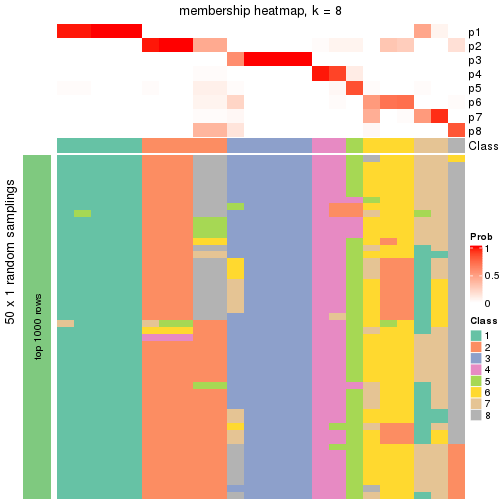 membership heatmap, k = 8
p1
p2
p3
p4
p5
p6
p7
p8
Class
50 x 1 random samplings
top 1000 rows
Prob
1
0.5
0
Class
1
2
3
4
5
6
7
8